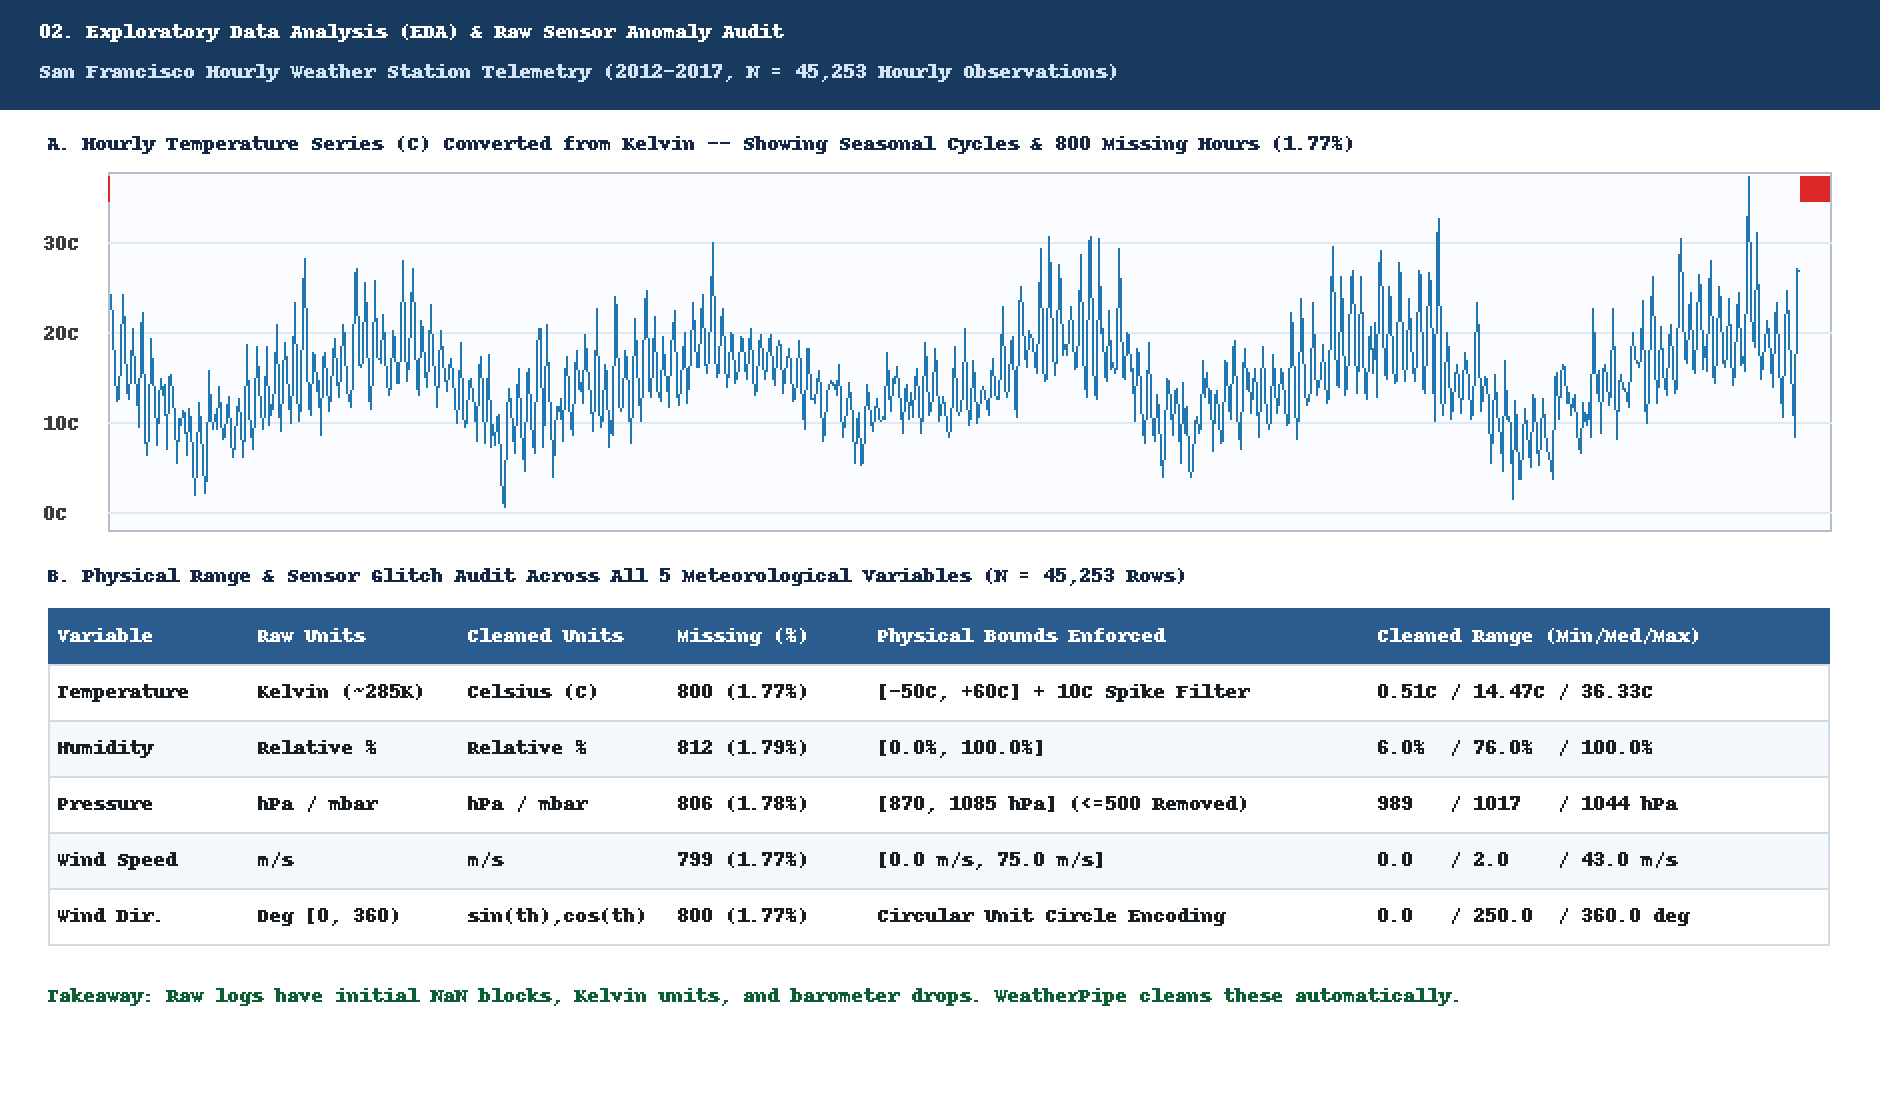 02. Exploratory Data Analysis (EDA) & Raw Sensor Anomaly Audit
San Francisco Hourly Weather Station Telemetry (2012-2017, N = 45,253 Hourly Observations)
A. Hourly Temperature Series (C) Converted from Kelvin -- Showing Seasonal Cycles & 800 Missing Hours (1.77%)
30C
20C
10C
0C
B. Physical Range & Sensor Glitch Audit Across All 5 Meteorological Variables (N = 45,253 Rows)
Variable Raw Units Cleaned Units Missing (%) Physical Bounds Enforced Cleaned Range (Min/Med/Max)
Temperature Kelvin (~285K) Celsius (C) 800 (1.77%) [-50C, +60C] + 10C Spike Filter 0.51C / 14.47C / 36.33C
Humidity Relative % Relative % 812 (1.79%) [0.0%, 100.0%] 6.0% / 76.0% / 100.0%
Pressure hPa / mbar hPa / mbar 806 (1.78%) [870, 1085 hPa] (<=500 Removed) 989 / 1017 / 1044 hPa
Wind Speed m/s m/s 799 (1.77%) [0.0 m/s, 75.0 m/s] 0.0 / 2.0 / 43.0 m/s
Wind Dir. Deg [0, 360) sin(th),cos(th) 800 (1.77%) Circular Unit Circle Encoding 0.0 / 250.0 / 360.0 deg
Takeaway: Raw logs have initial NaN blocks, Kelvin units, and barometer drops. WeatherPipe cleans these automatically.